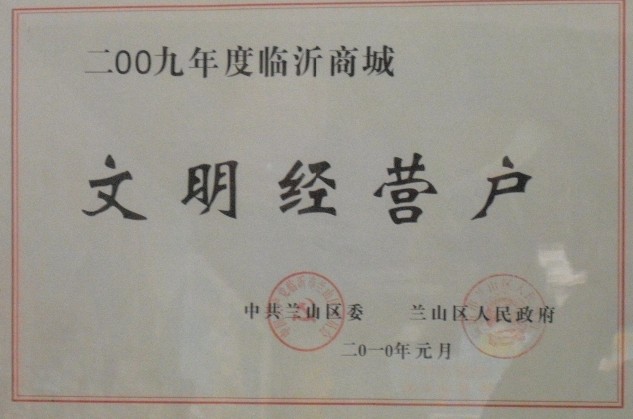 二00九年度临沂商城
文明经营户
中共兰山区委 兰山区人民政府
二0一0年元月